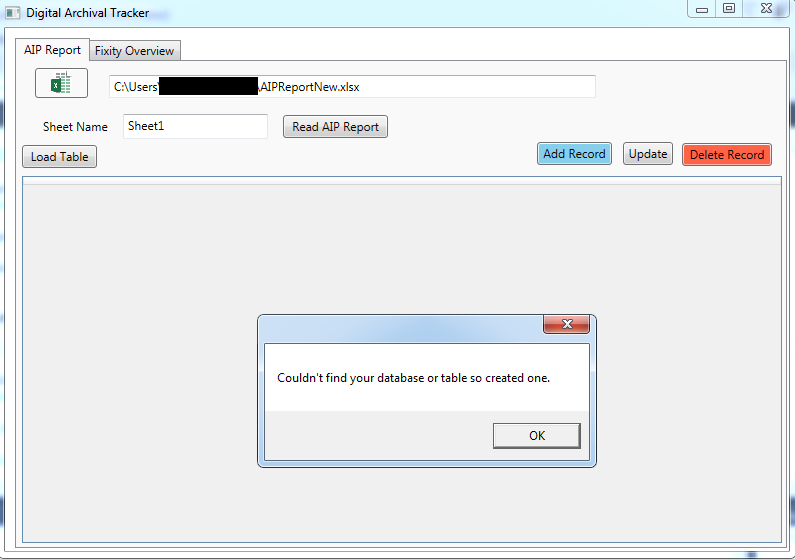 Digital Archival Tracker
AIP Report
Fixity Overview
C:\Users\
\AIPReportNew.xlsx
Sheet Name
Sheet1
Read AIP Report
Load Table
Add Record
Update
Delete Record
Couldn't find your database or table so created one.
OK